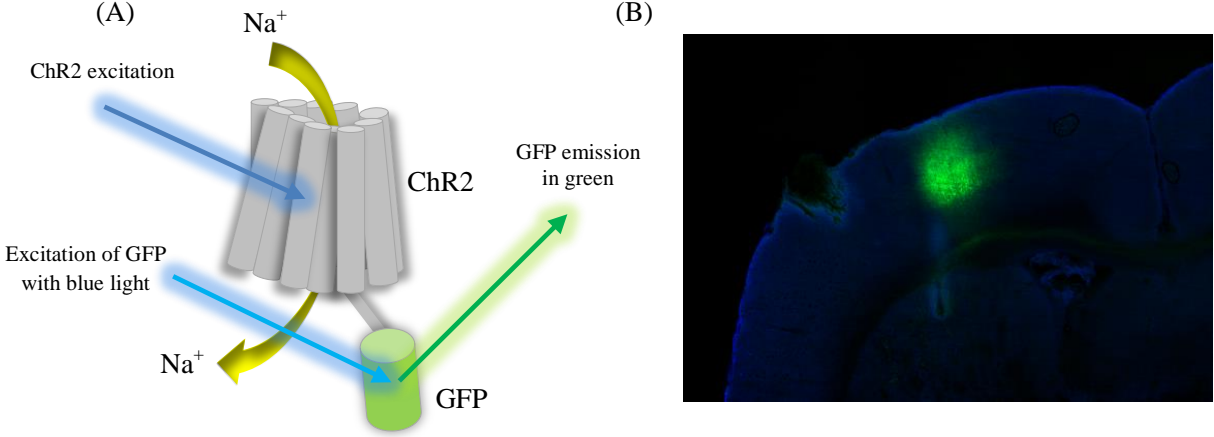 (A)
(B)
Na⁺
ChR2 excitation
ChR2
GFP emission
in green
Excitation of GFP
with blue light
Na⁺
GFP